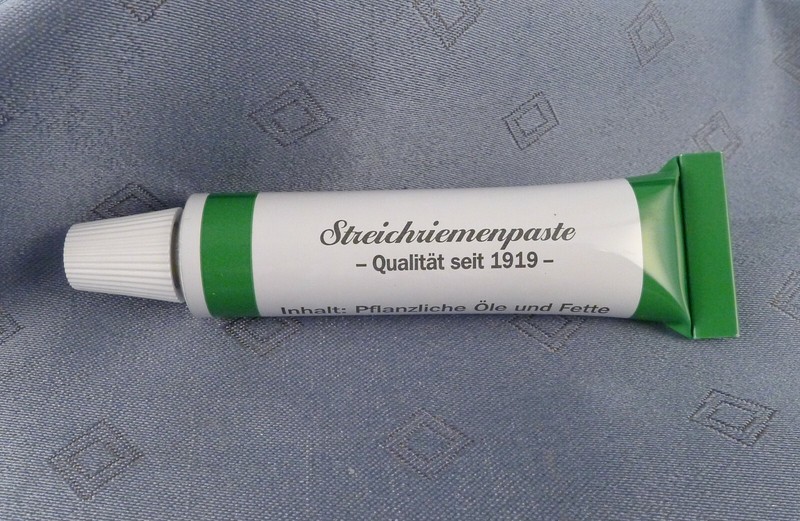 Streichriemenpaste
– Qualität seit 1919 –
Inhalt: Pflanzliche Öle und Fette